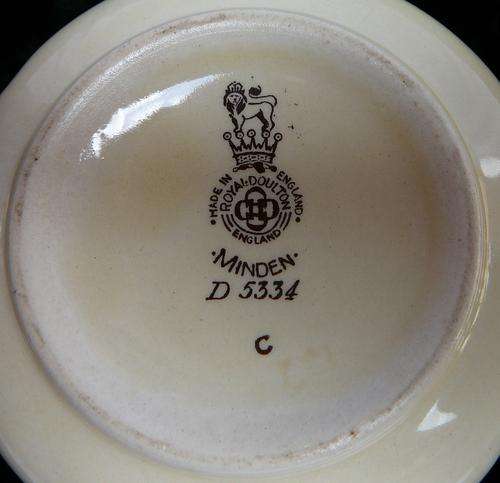 MADE IN ENGLAND
ROYAL DOULTON
ENGLAND
·MINDEN·
D 5334
C